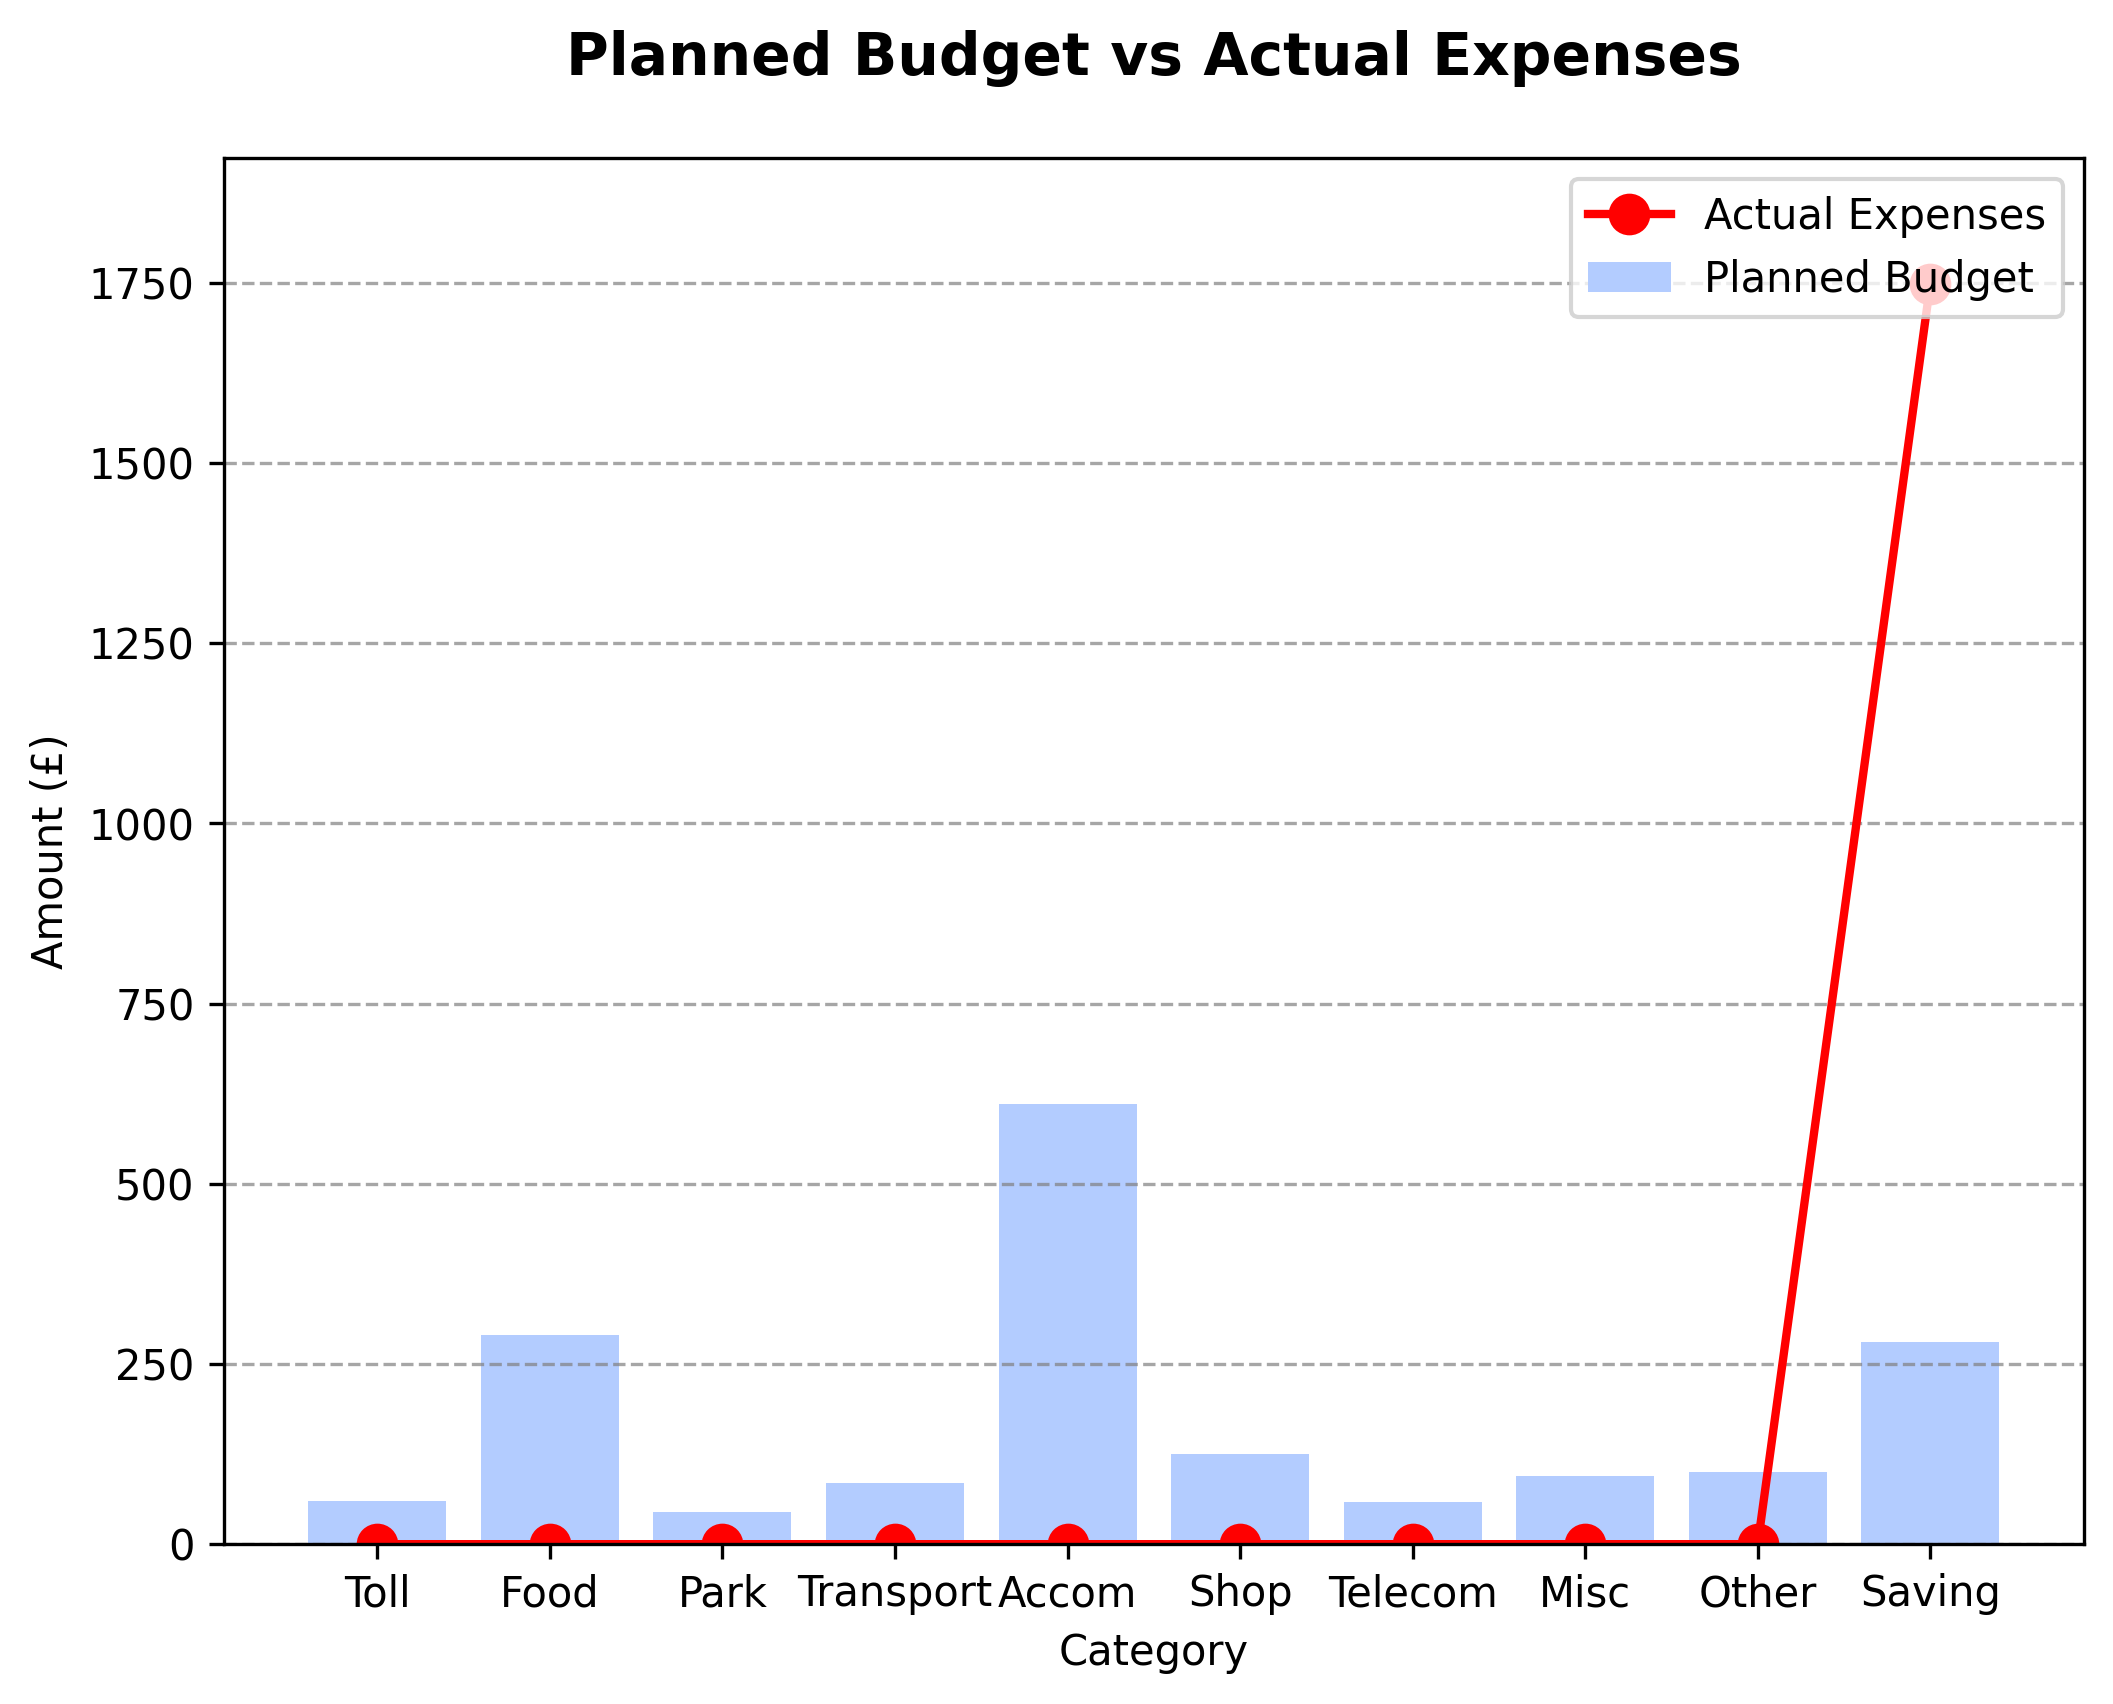 Planned Budget vs Actual Expenses
Actual Expenses
Planned Budget
Amount (£)
1750
1500
1250
1000
750
500
250
0
Toll Food Park Transport Accom Shop Telecom Misc Other Saving
Category